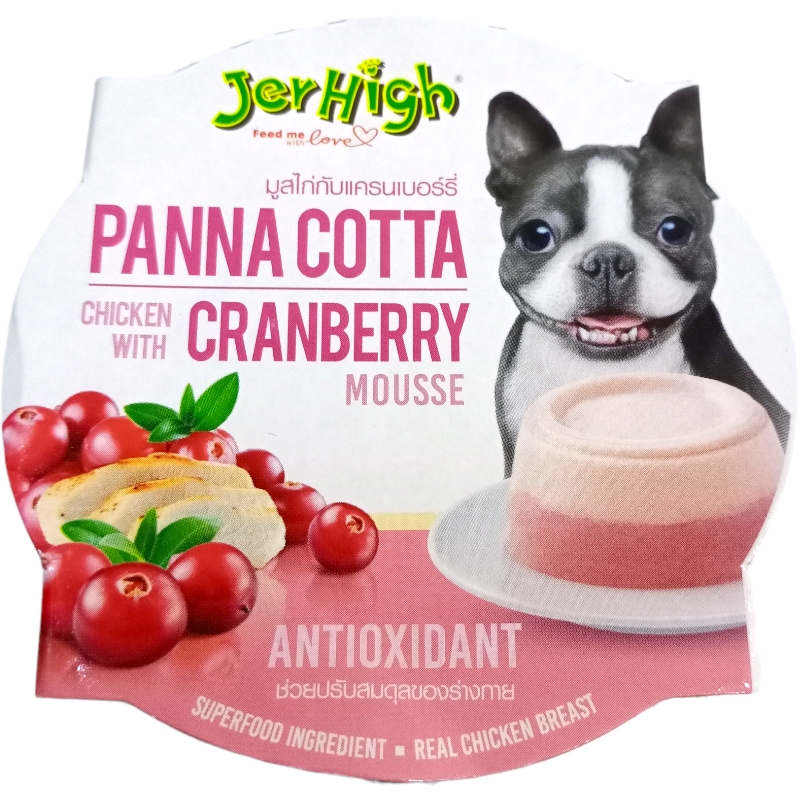 JerHigh®
Feed me with love
มูสไก่กับแครนเบอร์รี่
PANNA COTTA
CHICKEN WITH CRANBERRY
MOUSSE
ANTIOXIDANT
ช่วยปรับสมดุลของร่างกาย
SUPERFOOD INGREDIENT ▪ REAL CHICKEN BREAST